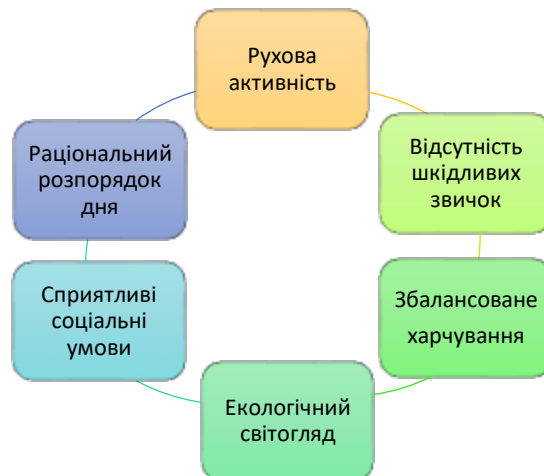 Рухова
активність
Відсутність
шкідливих
звичок
Збалансоване
харчування
Екологічний
світогляд
Сприятливі
соціальні
умови
Раціональний
розпорядок
дня